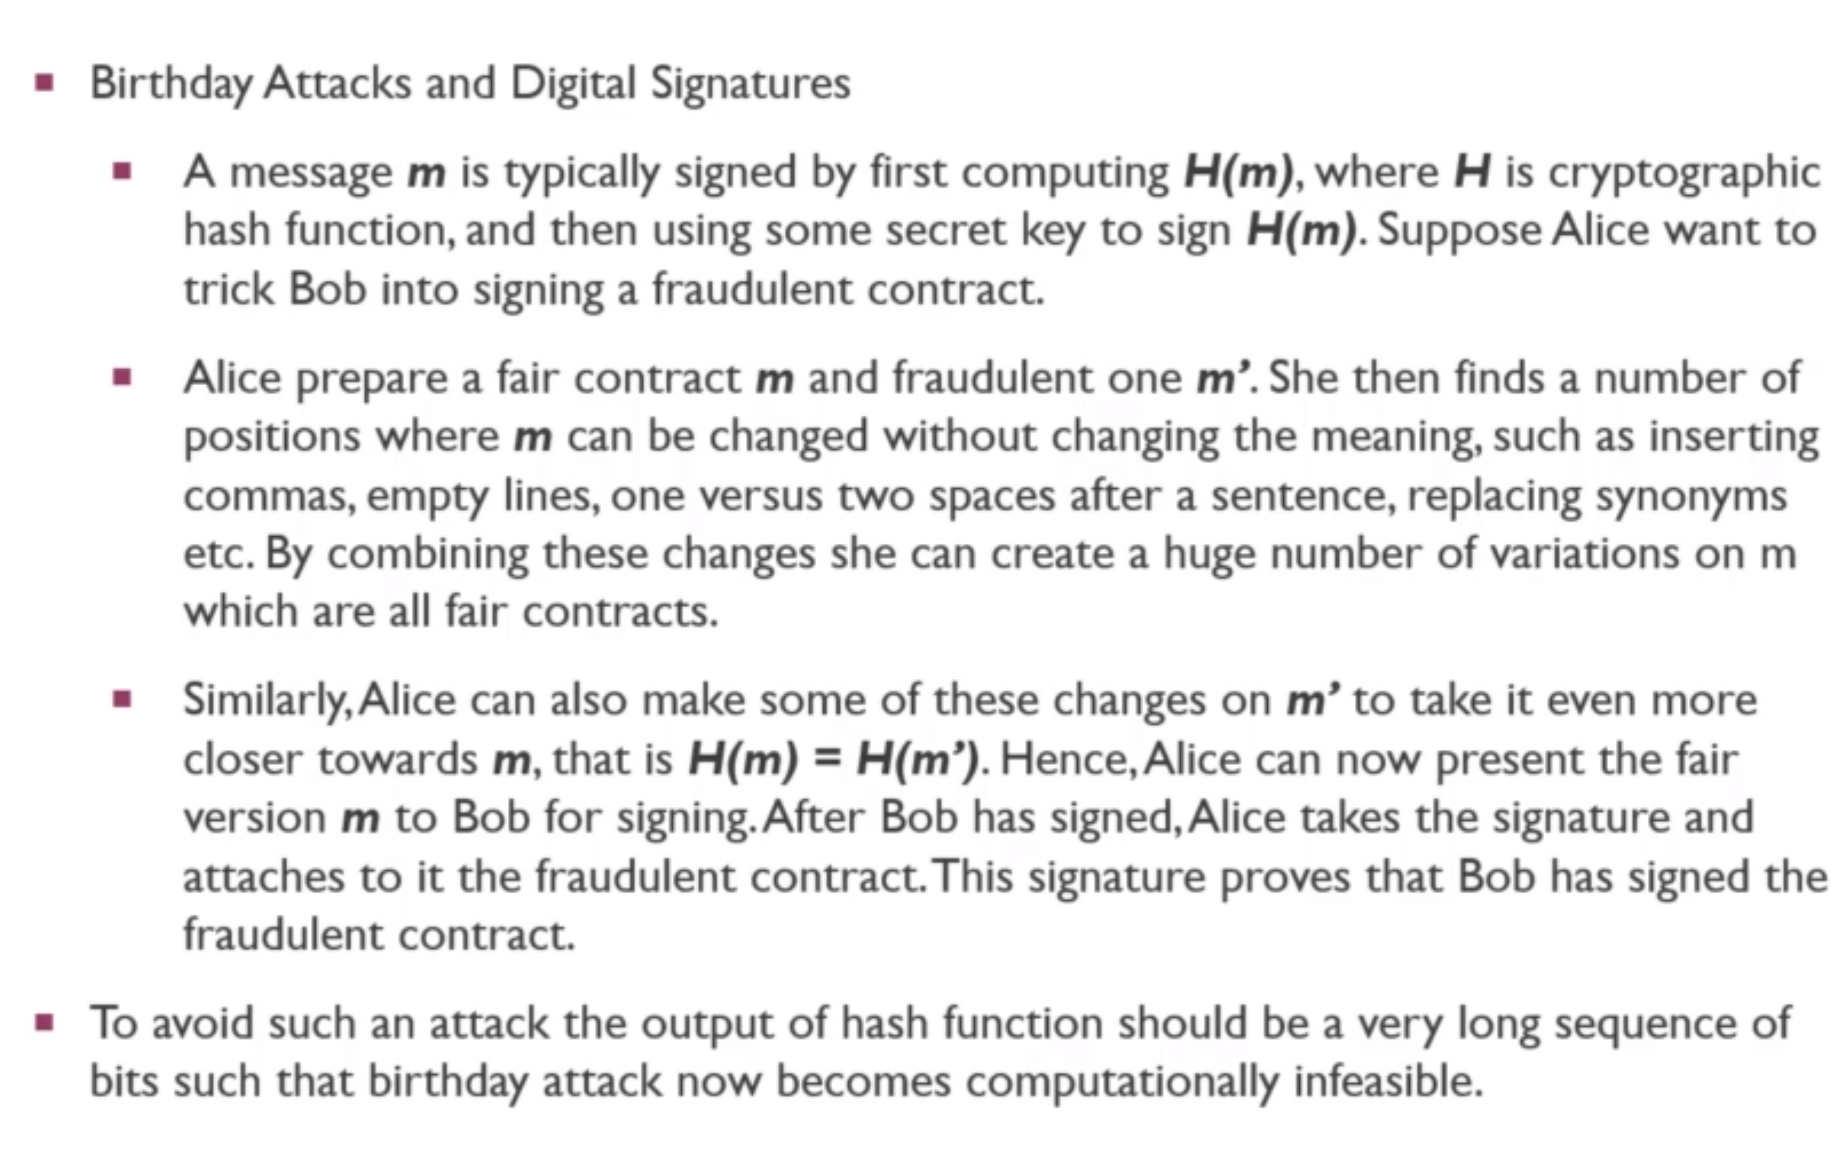 Birthday Attacks and Digital Signatures
A message m is typically signed by first computing H(m), where H is cryptographic
hash function, and then using some secret key to sign H(m). Suppose Alice want to
trick Bob into signing a fraudulent contract.
Alice prepare a fair contract m and fraudulent one m’. She then finds a number of
positions where m can be changed without changing the meaning, such as inserting
commas, empty lines, one versus two spaces after a sentence, replacing synonyms
etc. By combining these changes she can create a huge number of variations on m
which are all fair contracts.
Similarly, Alice can also make some of these changes on m’ to take it even more
closer towards m, that is H(m) = H(m’). Hence, Alice can now present the fair
version m to Bob for signing. After Bob has signed, Alice takes the signature and
attaches to it the fraudulent contract. This signature proves that Bob has signed the
fraudulent contract.
To avoid such an attack the output of hash function should be a very long sequence of
bits such that birthday attack now becomes computationally infeasible.